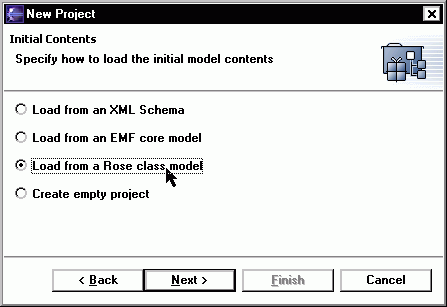 New Project
Initial Contents
Specify how to load the initial model contents
Load from an XML Schema
Load from an EMF core model
Load from a Rose class model
Create empty project
< Back Next > Finish Cancel